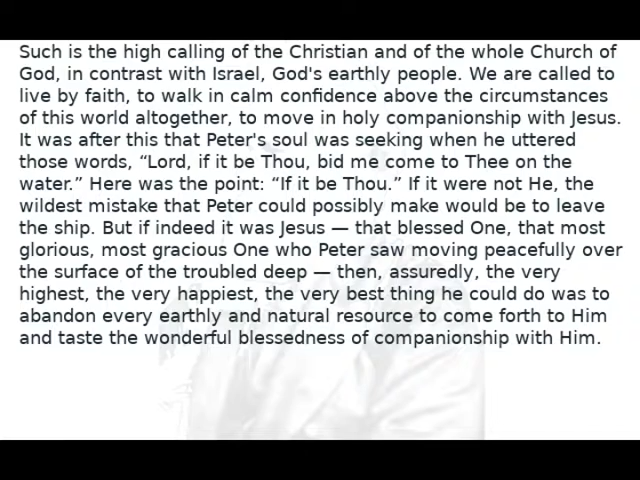 Such is the high calling of the Christian and of the whole Church of
God, in contrast with Israel, God's earthly people. We are called to
live by faith, to walk in calm confidence above the circumstances
of this world altogether, to move in holy companionship with Jesus.
It was after this that Peter's soul was seeking when he uttered
those words, “Lord, if it be Thou, bid me come to Thee on the
water.” Here was the point: “If it be Thou.” If it were not He, the
wildest mistake that Peter could possibly make would be to leave
the ship. But if indeed it was Jesus — that blessed One, that most
glorious, most gracious One who Peter saw moving peacefully over
the surface of the troubled deep — then, assuredly, the very
highest, the very happiest, the very best thing he could do was to
abandon every earthly and natural resource to come forth to Him
and taste the wonderful blessedness of companionship with Him.